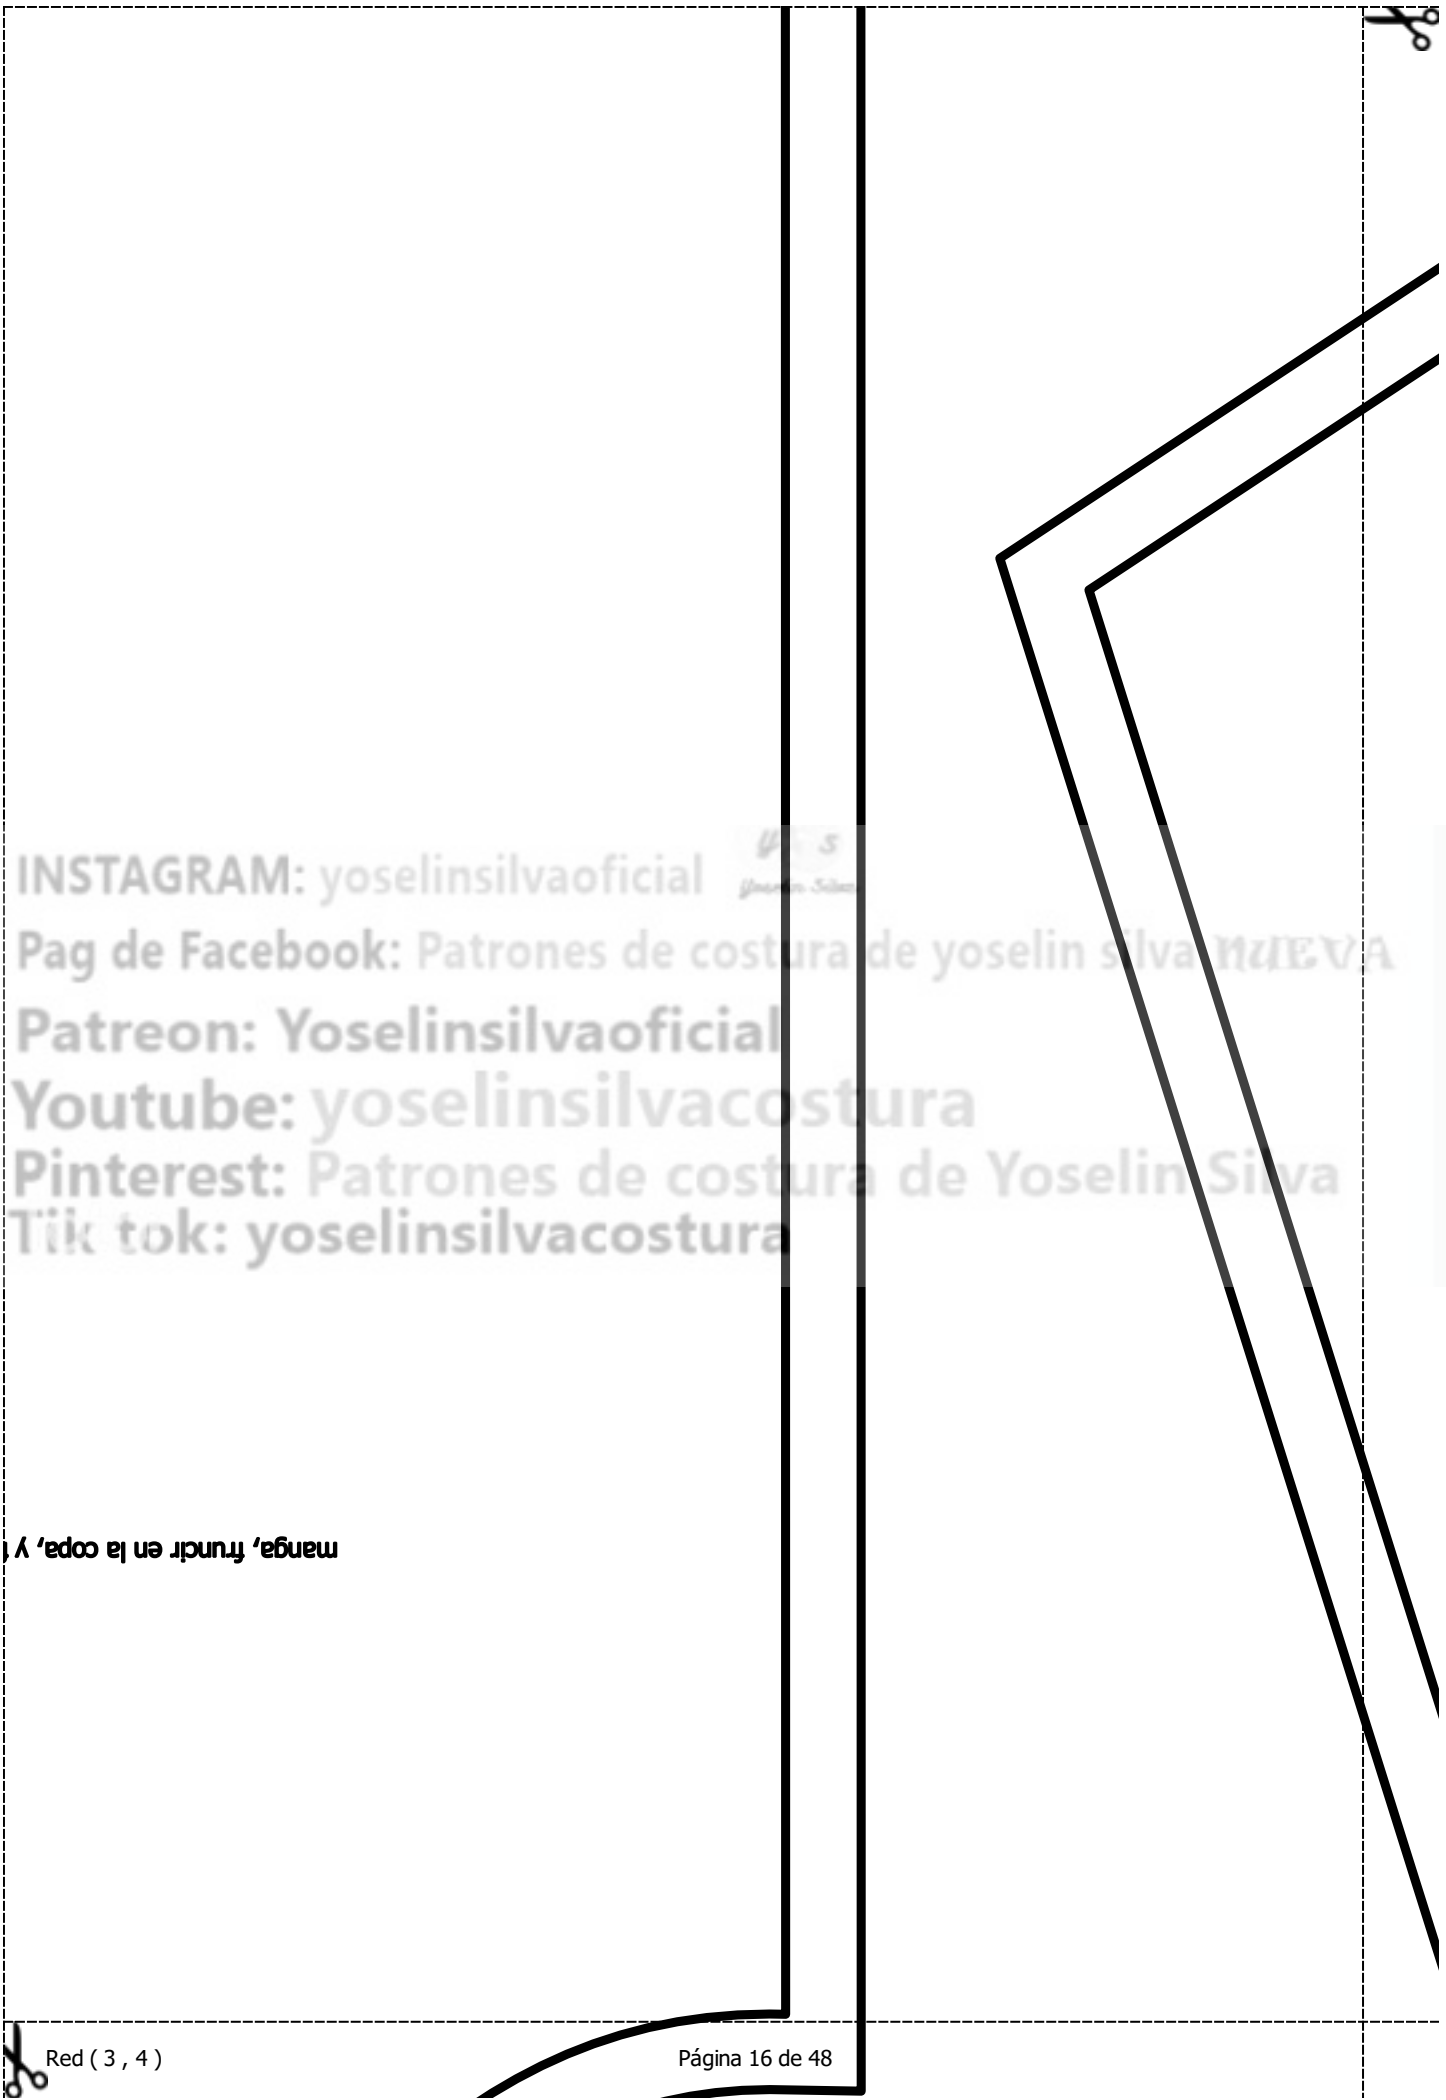 INSTAGRAM: yoselinsilvaoficial
Pag de Facebook: Patrones de costura de yoselin silva nuEVA
Patreon: Yoselinsilvaoficial
Youtube: yoselinsilvacostura
Pinterest: Patrones de costura de Yoselin Silva
Tik tok: yoselinsilvacostura
manga, fruncir en la copa, y
Red ( 3 , 4 )
Página 16 de 48